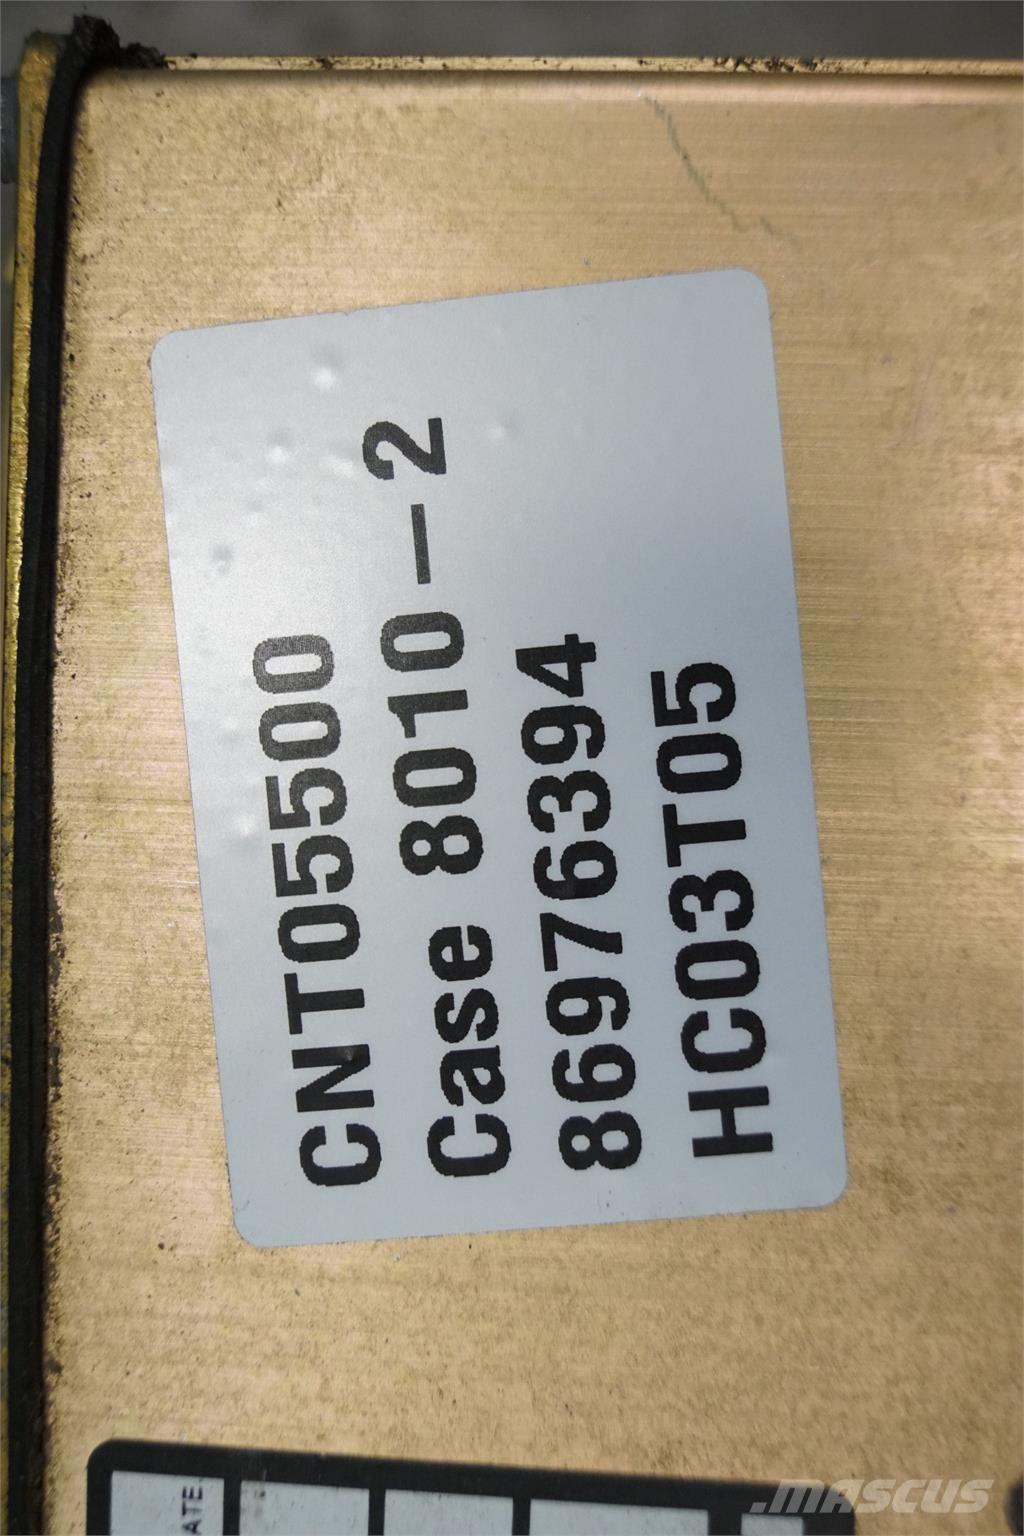 CNT05500
Case 8010-2
86976394
HC03T05
ATE
.MASCUS